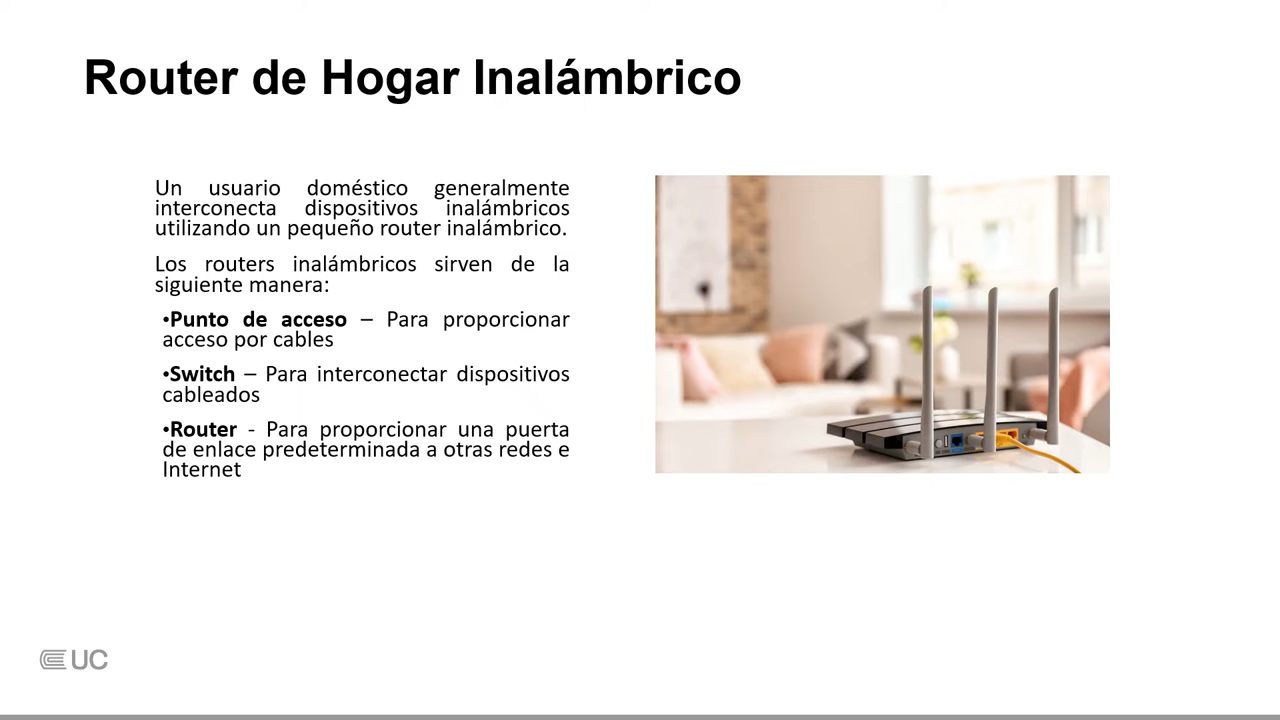 Router de Hogar Inalámbrico
Un usuario doméstico generalmente
interconecta dispositivos inalámbricos
utilizando un pequeño router inalámbrico.
Los routers inalámbricos sirven de la
siguiente manera:
•Punto de acceso – Para proporcionar
acceso por cables
•Switch – Para interconectar dispositivos
cableados
•Router - Para proporcionar una puerta
de enlace predeterminada a otras redes e
Internet
UC